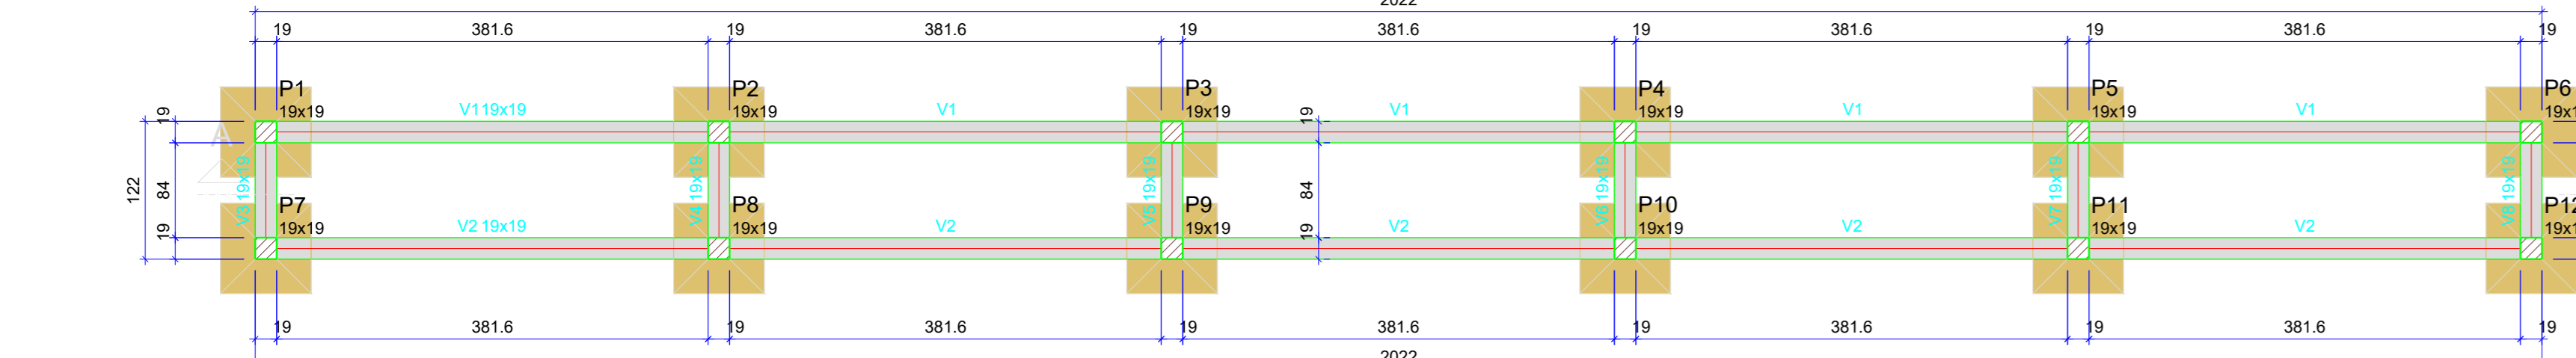 2022
19 381.6 19 381.6 19 381.6 19 381.6 19 381.6 19
P1 P2 P3 P4 P5 P6
19x19 19x19 19x19 19x19 19x19
V1 19x19 V1 V1 V1 V1
19 19
A
122 84 84
V3 19x19 V4 19x19 V5 19x19 V6 19x19 V7 19x19 V8 19x19
P7 P8 P9 P10 P11 P12
19x19 19x19 19x19 19x19 19x19
V2 19x19 V2 V2 V2 V2
19 19
19 381.6 19 381.6 19 381.6 19 381.6 19 381.6 19
2022